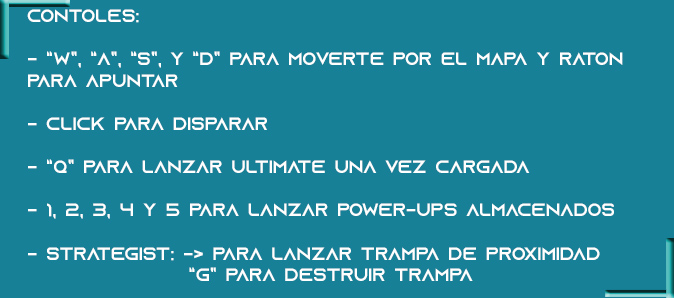 CONTOLES:
- "W", "A", "S", Y "D" PARA MOVERTE POR EL MAPA Y RATON
PARA APUNTAR
- CLICK PARA DISPARAR
- "Q" PARA LANZAR ULTIMATE UNA VEZ CARGADA
- 1, 2, 3, 4 Y 5 PARA LANZAR POWER-UPS ALMACENADOS
- STRATEGIST: -> PARA LANZAR TRAMPA DE PROXIMIDAD
"G" PARA DESTRUIR TRAMPA